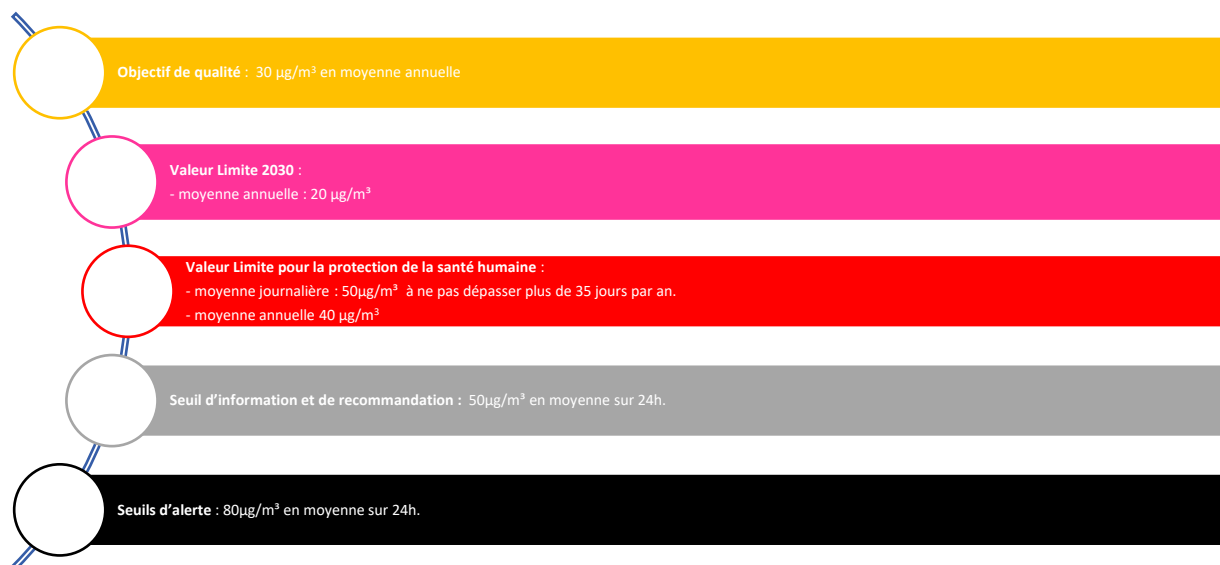 Objectif de qualité : 30 µg/m³ en moyenne annuelle
Valeur Limite 2030 :
- moyenne annuelle : 20 µg/m³
Valeur Limite pour la protection de la santé humaine :
- moyenne journalière : 50µg/m³ à ne pas dépasser plus de 35 jours par an.
- moyenne annuelle 40 µg/m³
Seuil d’information et de recommandation : 50µg/m³ en moyenne sur 24h.
Seuils d’alerte : 80µg/m³ en moyenne sur 24h.